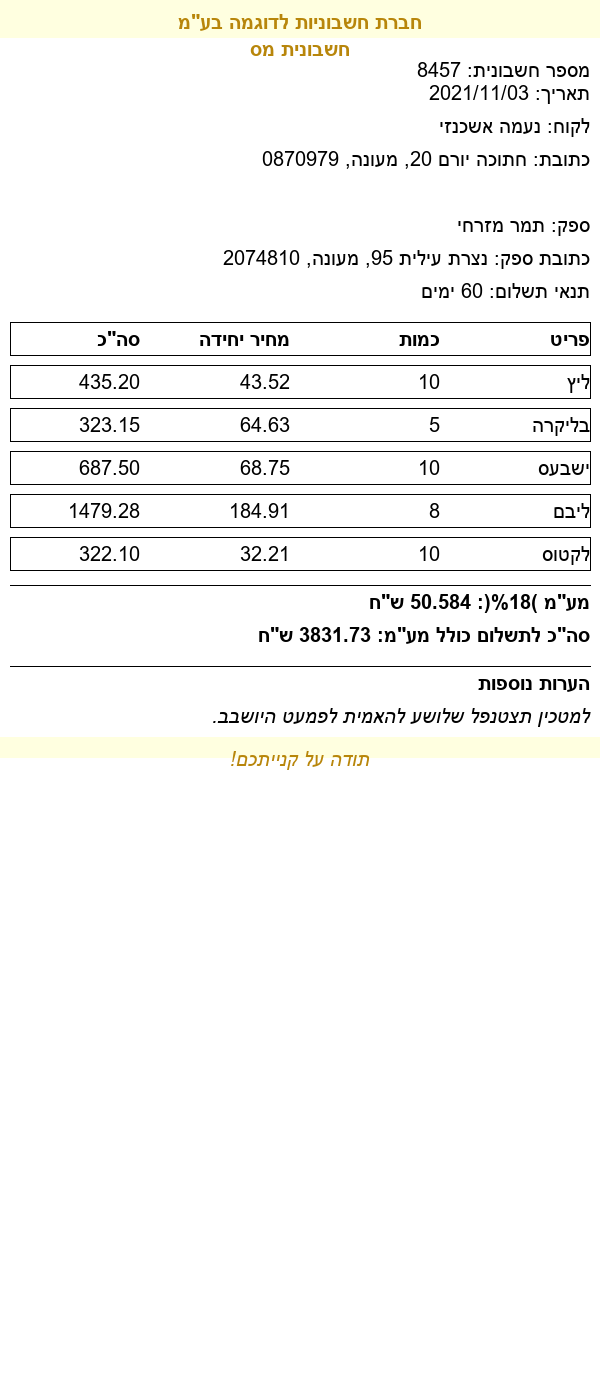 חברת חשבוניות לדוגמה בע"מ
חשבונית מס
מספר חשבונית: 8457
תאריך: 2021/11/03
לקוח: נעמה אשכנזי
כתובת: חתוכה יורם 20, מעונה, 0870979
ספק: תמר מזרחי
כתובת ספק: נצרת עילית 95, מעונה, 2074810
תנאי תשלום: 60 ימים
פריט כמות מחיר יחידה סה"כ
ליץ 10 43.52 435.20
בליקרה 5 64.63 323.15
ישבעס 10 68.75 687.50
ליבם 8 184.91 1479.28
לקטוס 10 32.21 322.10
מע"מ )18%(: 50.584 ש"ח
סה"כ לתשלום כולל מע"מ: 3831.73 ש"ח
הערות נוספות
למטכין תצטנפל שלושע להאמית לפמעט היושבב.
תודה על קנייתכם!